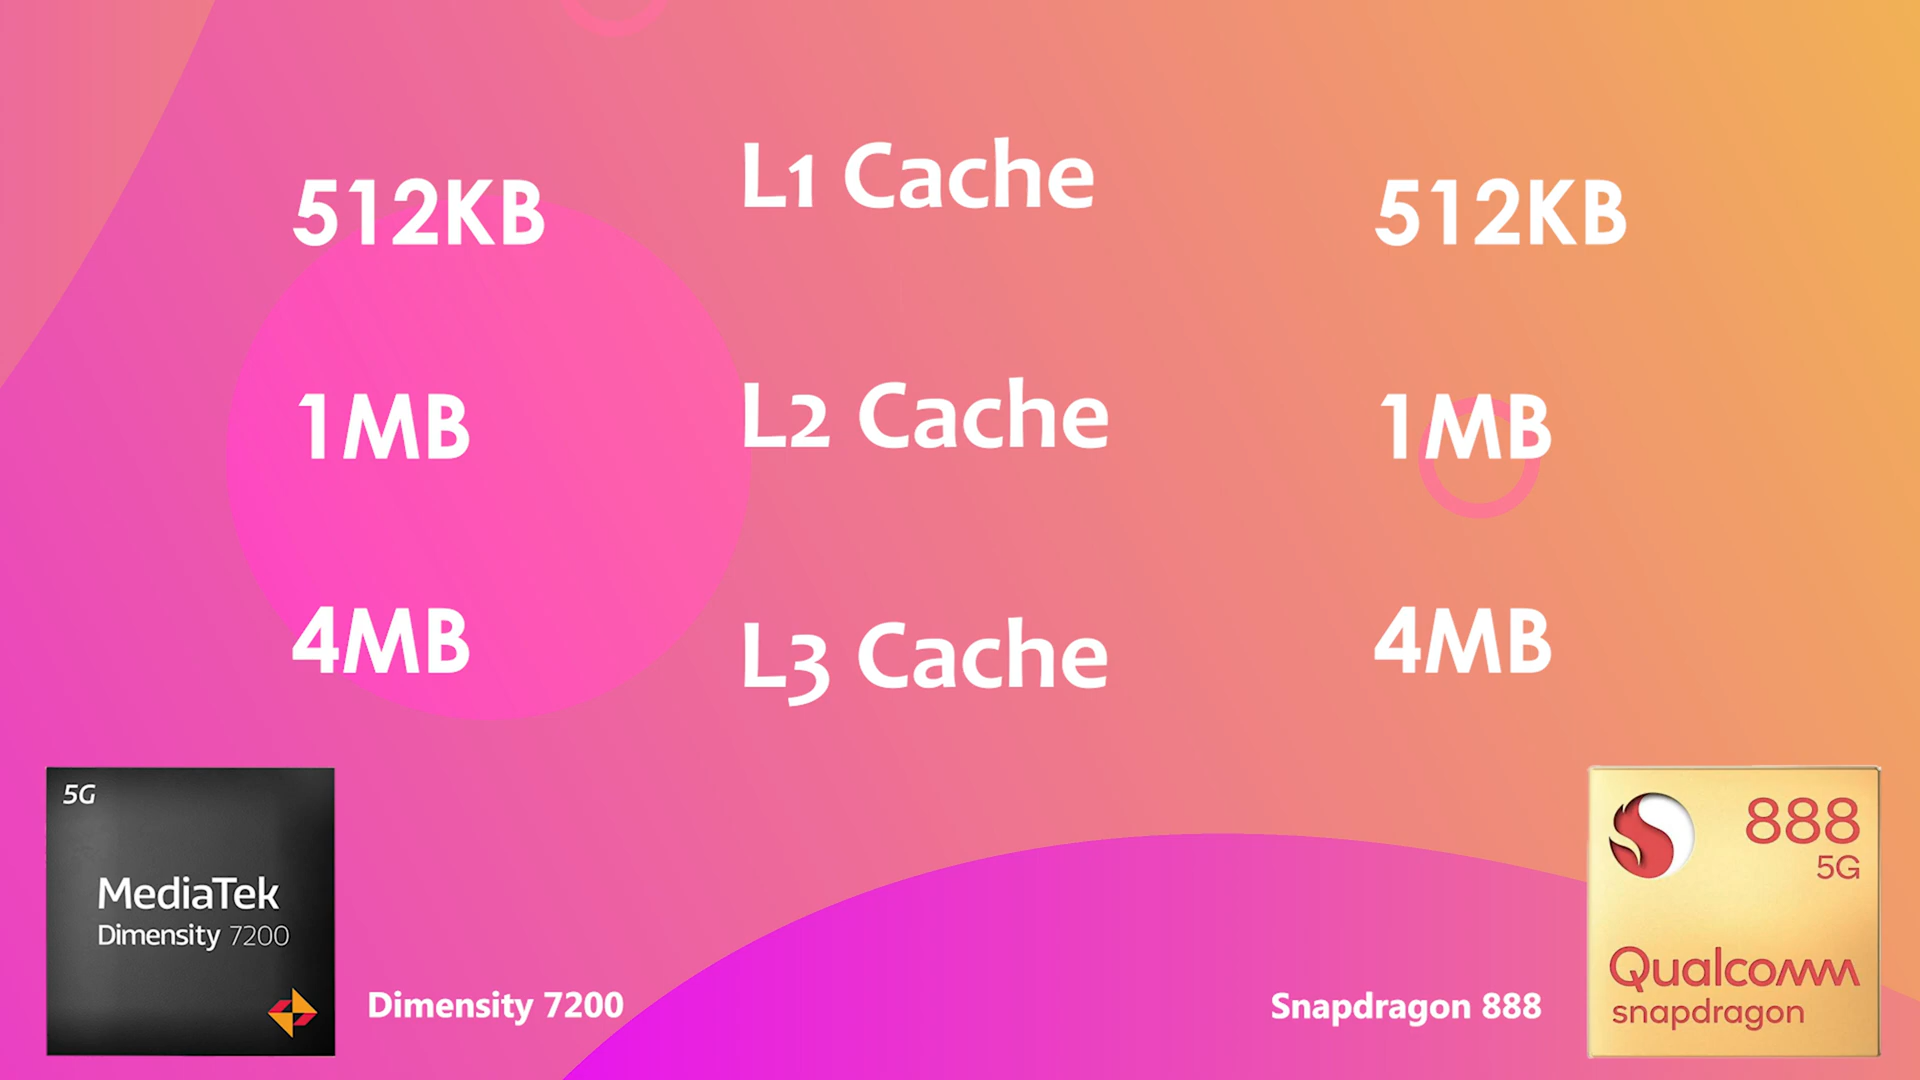 L1 Cache
512KB
512KB
L2 Cache
1MB
1MB
L3 Cache
4MB
4MB
5G
MediaTek
Dimensity 7200
Dimensity 7200
Snapdragon 888
888
5G
Qualcomm
snapdragon